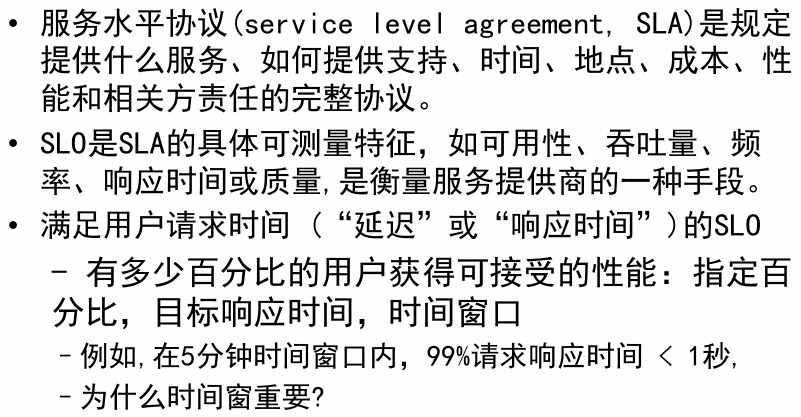 • 服务水平协议(service level agreement, SLA)是规定
提供什么服务、如何提供支持、时间、地点、成本、性
能和相关方责任的完整协议。
• SLO是SLA的具体可测量特征，如可用性、吞吐量、频
率、响应时间或质量,是衡量服务提供商的一种手段。
• 满足用户请求时间 (“延迟”或“响应时间”)的SLO
– 有多少百分比的用户获得可接受的性能：指定百
分比，目标响应时间，时间窗口
–例如,在5分钟时间窗口内，99%请求响应时间 < 1秒,
–为什么时间窗重要?